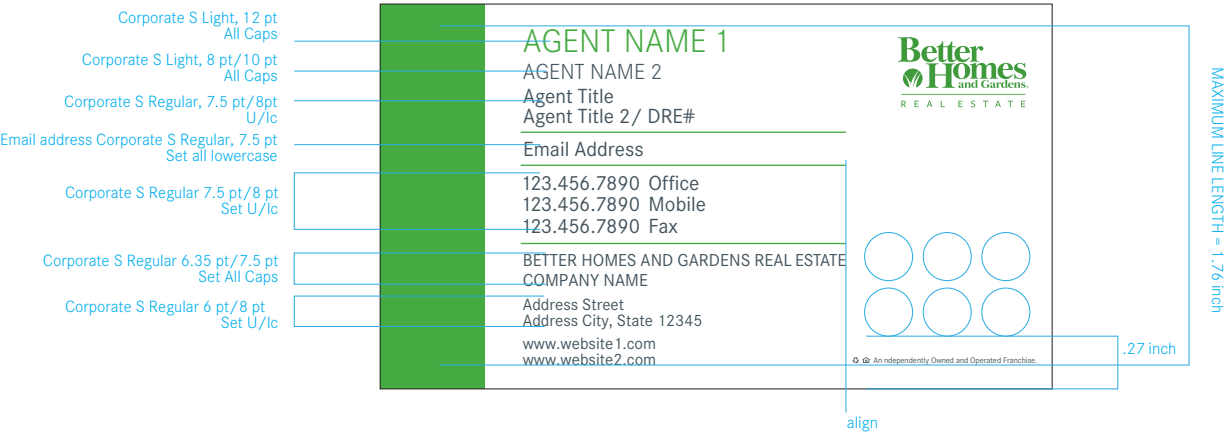 Corporate S Light, 12 pt
All Caps
Corporate S Light, 8 pt/10 pt
All Caps
Corporate S Regular, 7.5 pt/8pt
U/lc
Email address Corporate S Regular, 7.5 pt
Set all lowercase
Corporate S Regular 7.5 pt/8 pt
Set U/lc
Corporate S Regular 6.35 pt/7.5 pt
Set All Caps
Corporate S Regular 6 pt/8 pt
Set U/lc
AGENT NAME 1
AGENT NAME 2
Agent Title
Agent Title 2/ DRE#
Email Address
123.456.7890 Office
123.456.7890 Mobile
123.456.7890 Fax
BETTER HOMES AND GARDENS REAL ESTATE
COMPANY NAME
Address Street
Address City, State 12345
www.website1.com
www.website2.com
Better
Homes
and Gardens
REAL ESTATE
An ndependently Owned and Operated Franchise.
MAXIMUM LINE LENGTH = 1.76 inch
.27 inch
align